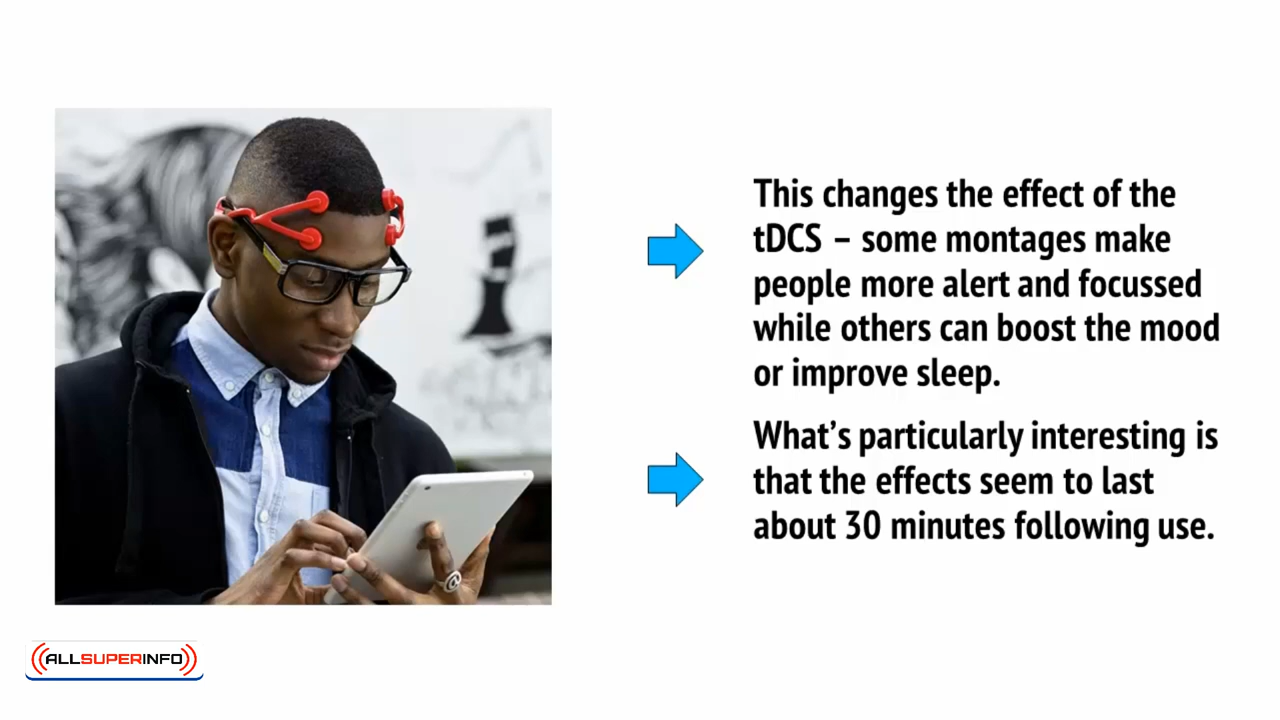 This changes the effect of the
tDCS – some montages make
people more alert and focussed
while others can boost the mood
or improve sleep.
What's particularly interesting is
that the effects seem to last
about 30 minutes following use.
((ALLSUPERINFO))